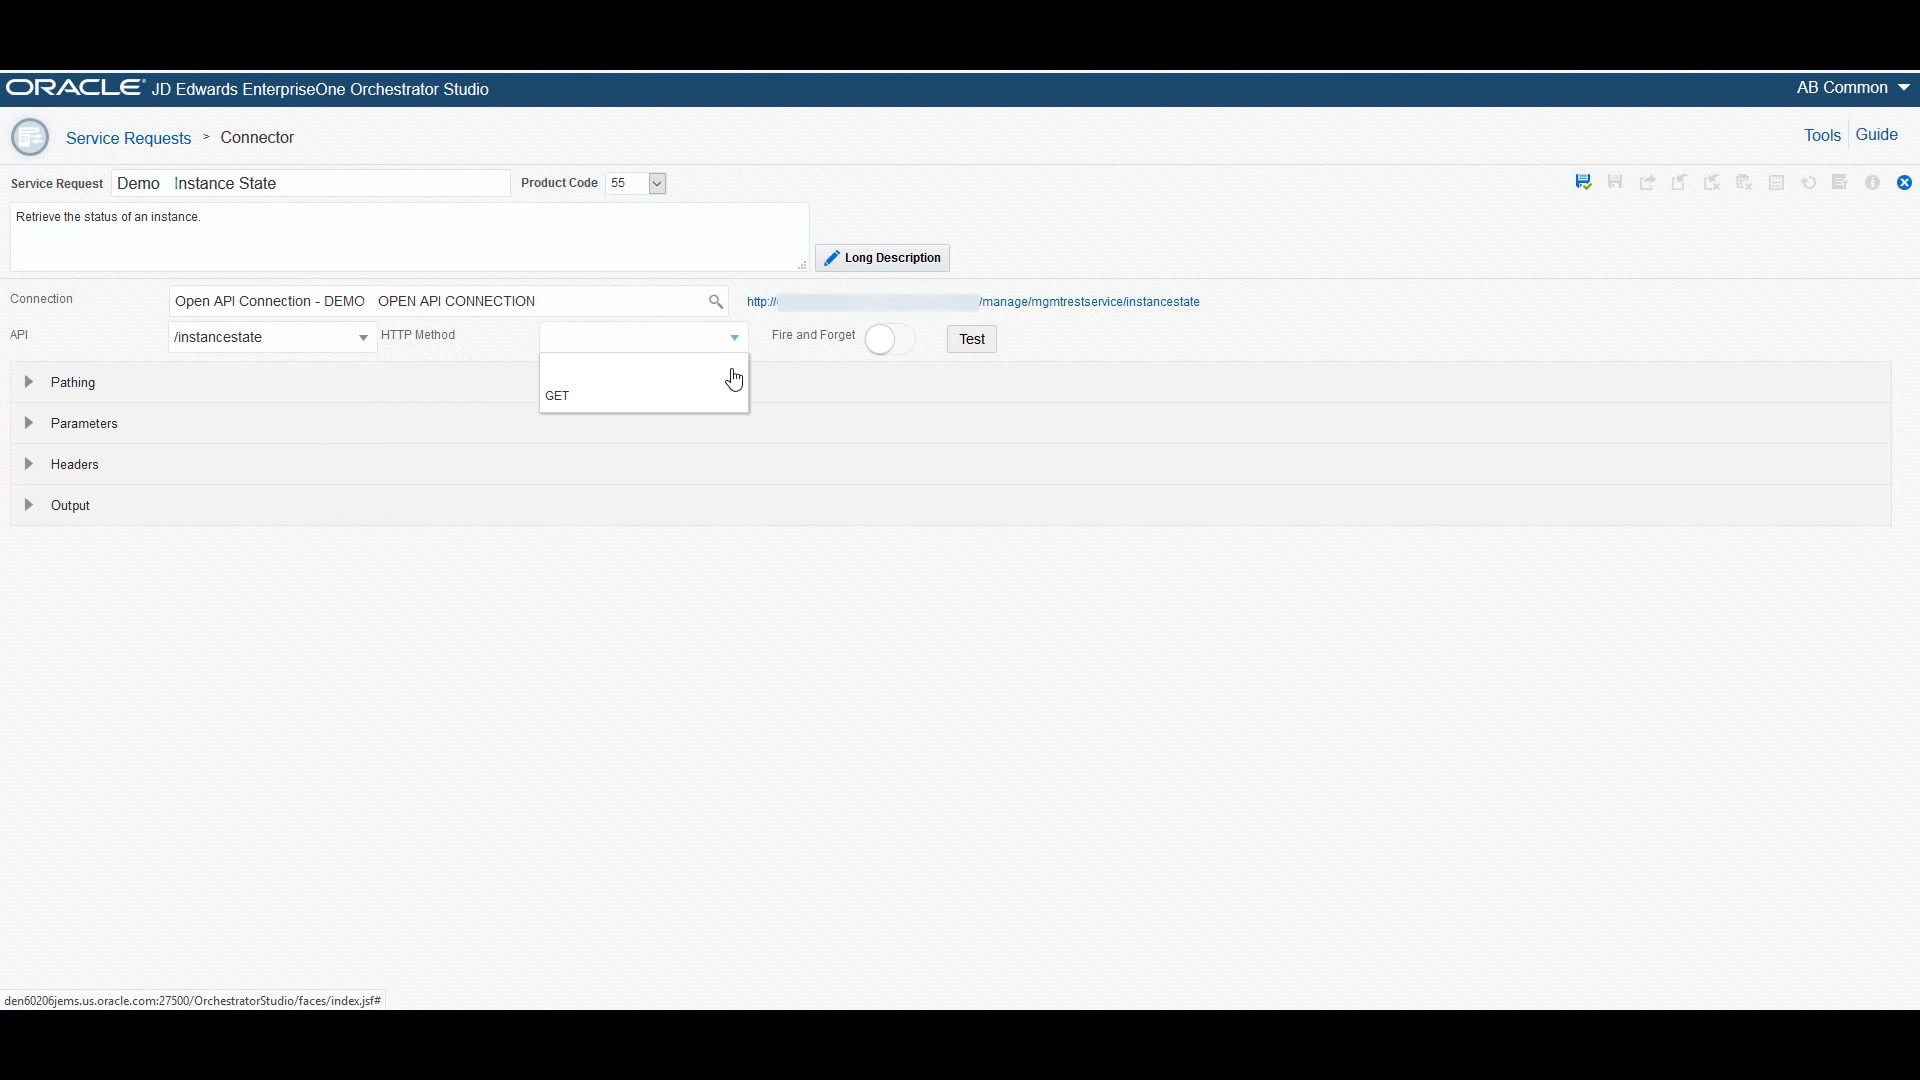 ORACLE JD Edwards EnterpriseOne Orchestrator Studio
AB Common
Service Requests > Connector
Tools Guide
Service Request Demo Instance State Product Code 55
Retrieve the status of an instance.
Long Description
Connection Open API Connection - DEMO OPEN API CONNECTION http:// /manage/mgmtrestservice/instancestate
API /instancestate HTTP Method Fire and Forget Test
GET
Pathing
Parameters
Headers
Output
den60206jems.us.oracle.com:27500/OrchestratorStudio/faces/index.jsf#